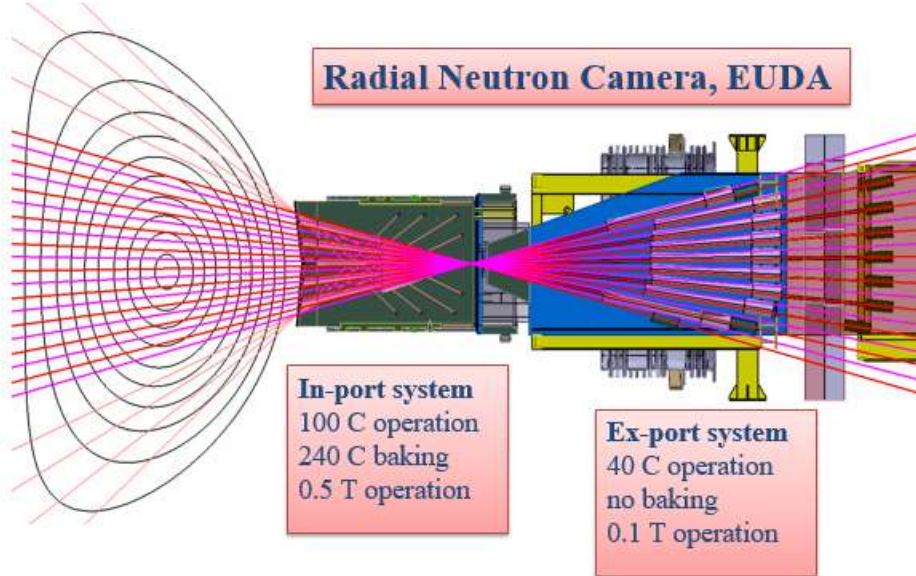 Radial Neutron Camera, EUDA
In-port system
100 C operation
240 C baking
0.5 T operation
Ex-port system
40 C operation
no baking
0.1 T operation